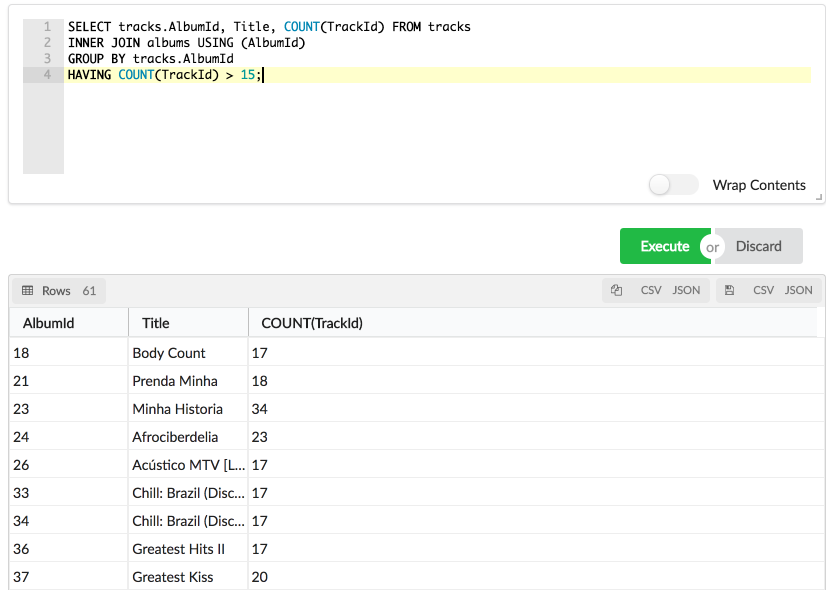 1 SELECT tracks.AlbumId, Title, COUNT(TrackId) FROM tracks
2 INNER JOIN albums USING (AlbumId)
3 GROUP BY tracks.AlbumId
4 HAVING COUNT(TrackId) > 15;
Wrap Contents
Execute or Discard
Rows 61 CSV JSON CSV JSON
AlbumId Title COUNT(TrackId)
18 Body Count 17
21 Prenda Minha 18
23 Minha Historia 34
24 Afrociberdelia 23
26 Acústico MTV [L... 17
33 Chill: Brazil (Disc... 17
34 Chill: Brazil (Disc... 17
36 Greatest Hits II 17
37 Greatest Kiss 20